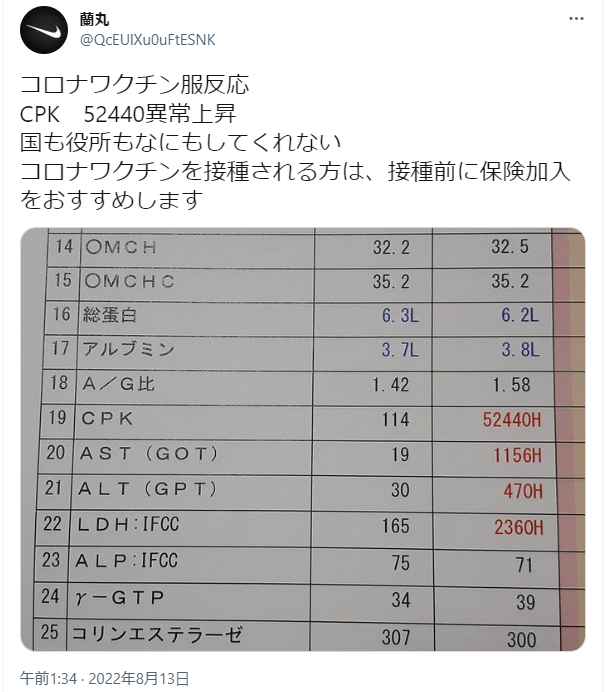 蘭丸
@QcEUIXu0uFtESNK
コロナワクチン服反応
CPK　52440異常上昇
国も役所もなにもしてくれない
コロナワクチンを接種される方は、接種前に保険加入
をおすすめします
14 OMCH 32.2 32.5
15 OMCHC 35.2 35.2
16 総蛋白 6.3L 6.2L
17 アルブミン 3.7L 3.8L
18 A／G比 1.42 1.58
19 CPK 114 52440H
20 AST（GOT） 19 1156H
21 ALT（GPT） 30 470H
22 LDH:IFCC 165 2360H
23 ALP:IFCC 75 71
24 γ－GTP 34 39
25 コリンエステラーゼ 307 300
午前1:34 · 2022年8月13日